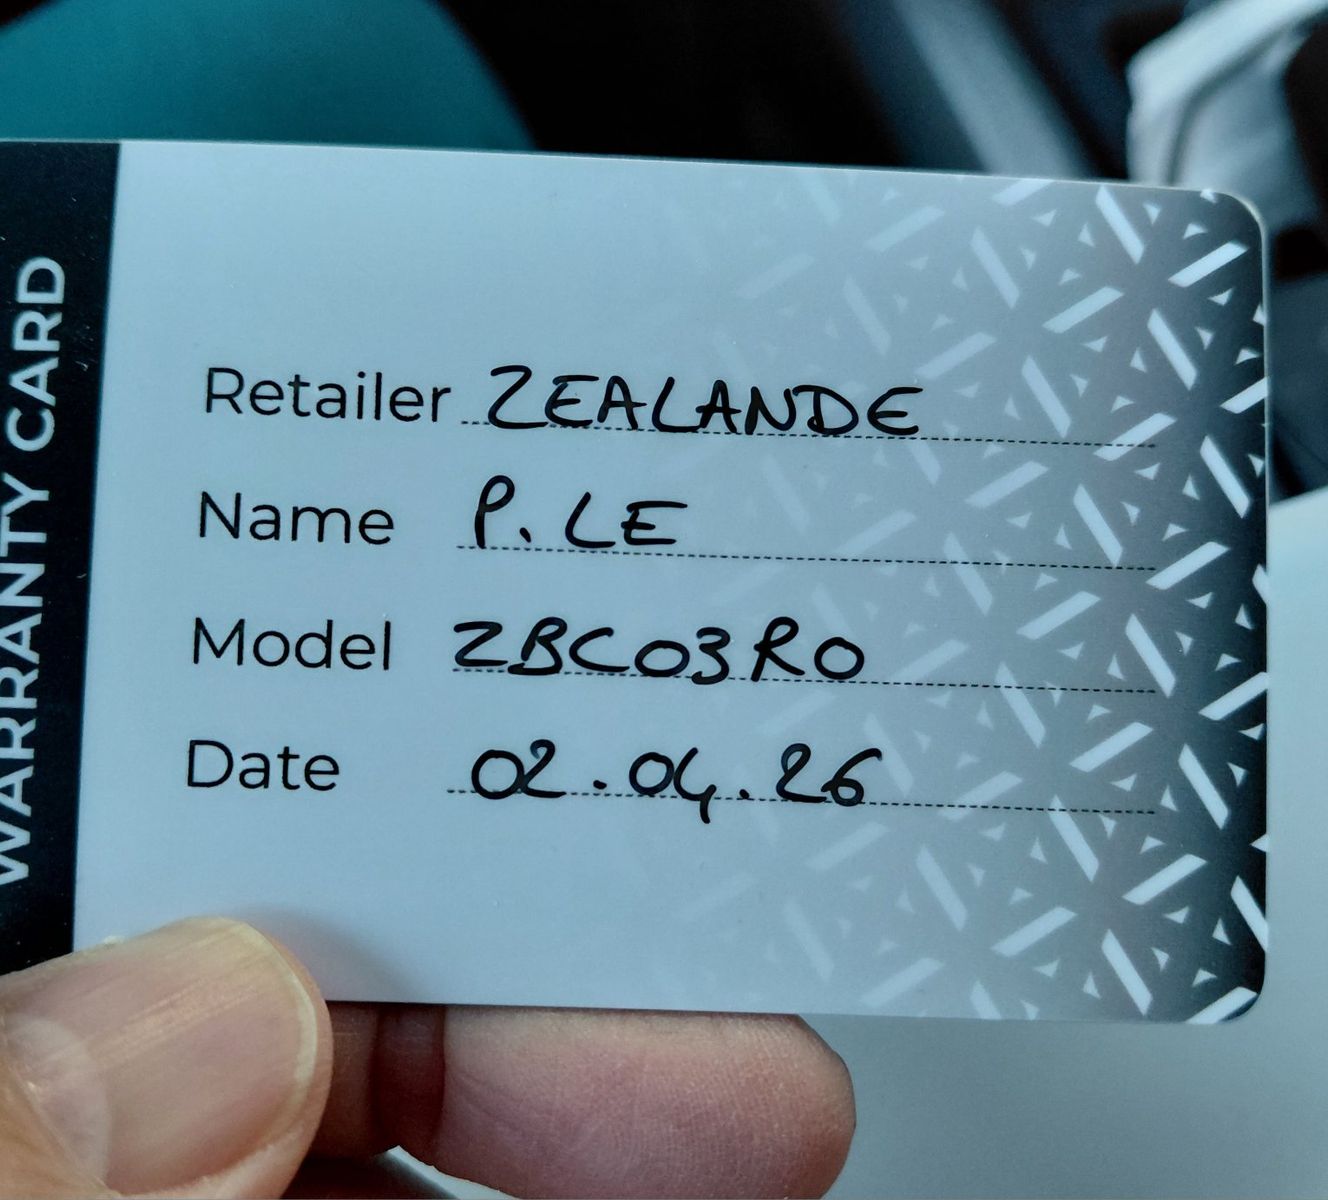 WARRANTY CARD
Retailer ZEALANDE
Name P. LE
Model ZBC03RO
Date 02.04.26